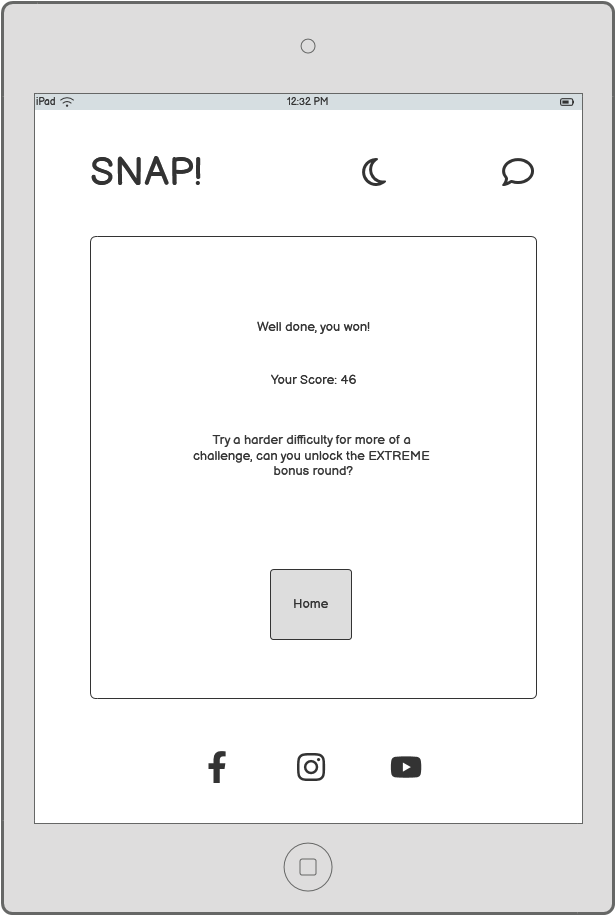 iPad 12:32 PM
SNAP!
Well done, you won!
Your Score: 46
Try a harder difficulty for more of a
challenge, can you unlock the EXTREME
bonus round?
Home